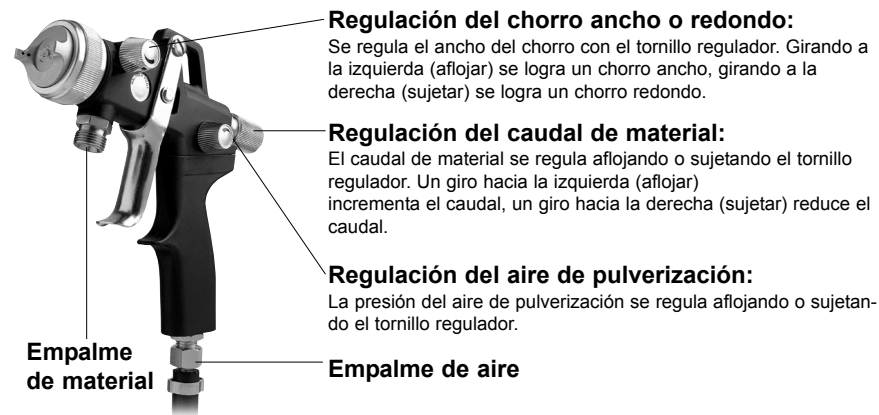 Regulación del chorro ancho o redondo:
Se regula el ancho del chorro con el tornillo regulador. Girando a
la izquierda (aflojar) se logra un chorro ancho, girando a la
derecha (sujetar) se logra un chorro redondo.
Regulación del caudal de material:
El caudal de material se regula aflojando o sujetando el tornillo
regulador. Un giro hacia la izquierda (aflojar)
incrementa el caudal, un giro hacia la derecha (sujetar) reduce el
caudal.
Regulación del aire de pulverización:
La presión del aire de pulverización se regula aflojando o sujetan-
do el tornillo regulador.
Empalme
de material
Empalme de aire